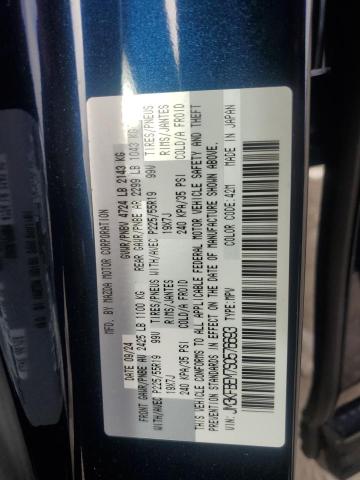 MFD. BY MAZDA MOTOR CORPORATION
DATE 09/24 GVWR/PNBV 4724 LB 2143 KG
FRONT GAWR/PNBE AV 2425 LB 1100 KG REAR GAWR/PNBE AR 2299 LB 1043 KG
WITH/AVEC P225/55R19 99V TIRES/PNEUS WITH/AVEC P225/55R19 99V TIRES/PNEUS
19X7J RIMS/JANTES 19X7J RIMS/JANTES
240 KPA/35 PSI COLD/A FROID 240 KPA/35 PSI COLD/A FROID
THIS VEHICLE CONFORMS TO ALL APPLICABLE FEDERAL MOTOR VEHICLE SAFETY, BUMPER,
AND THEFT PREVENTION STANDARDS IN EFFECT ON THE DATE OF MANUFACTURE SHOWN ABOVE.
TYPE: MPV COLOR: 42M MADE IN JAPAN